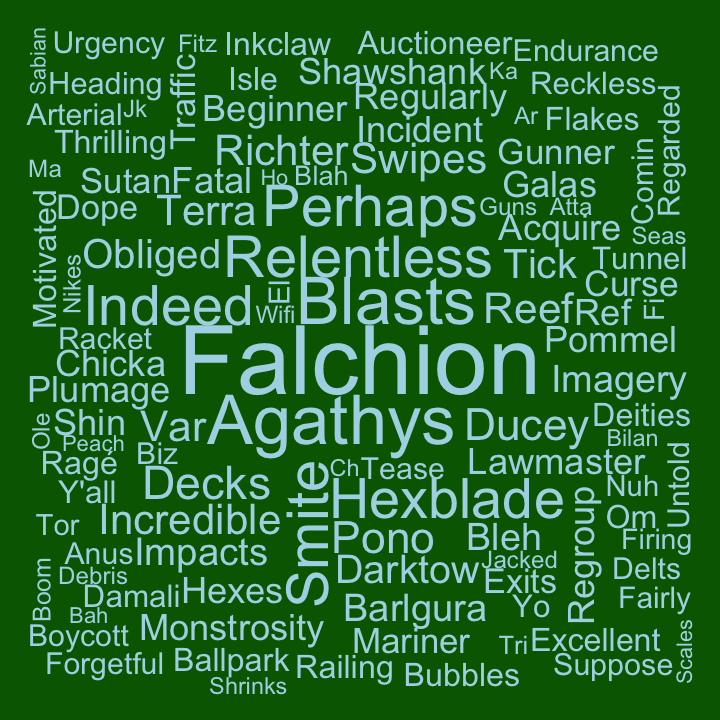 Sabian
Urgency
Fitz
Inkclaw
Auctioneer
Endurance
Heading
Traffic
Isle
Shawshank
Ka
Reckless
Arterial
Jk
Beginner
Regularly
Ar
Flakes
Regarded
Thrilling
Richter
Incident
Swipes
Gunner
Comin
Ma
Sutan
Fatal
Ho
Blah
Galas
Motivated
Dope
Terra
Perhaps
Guns
Atta
Acquire
Seas
Obliged
Relentless
Tick
Tunnel
Nikes
Indeed
El
Wifi
Blasts
Reef
Ref
Curse
Fi
Racket
Falchion
Pommel
Chicka
Imagery
Plumage
Ole
Shin
Var
Agathys
Ducey
Deities
Peach
Bilan
Ragé
Biz
Ch
Tease
Lawmaster
Untold
Y'all
Decks
Smite
Hexblade
Nuh
Tor
Incredible
Pono
Bleh
Regroup
Om
Firing
Anus
Impacts
Jacked
Boom
Debris
Damali
Hexes
Darktow
Exits
Delts
Bah
Barlgura
Yo
Fairly
Boycott
Monstrosity
Mariner
Tri
Excellent
Scales
Forgetful
Ballpark
Railing
Bubbles
Suppose
Shrinks